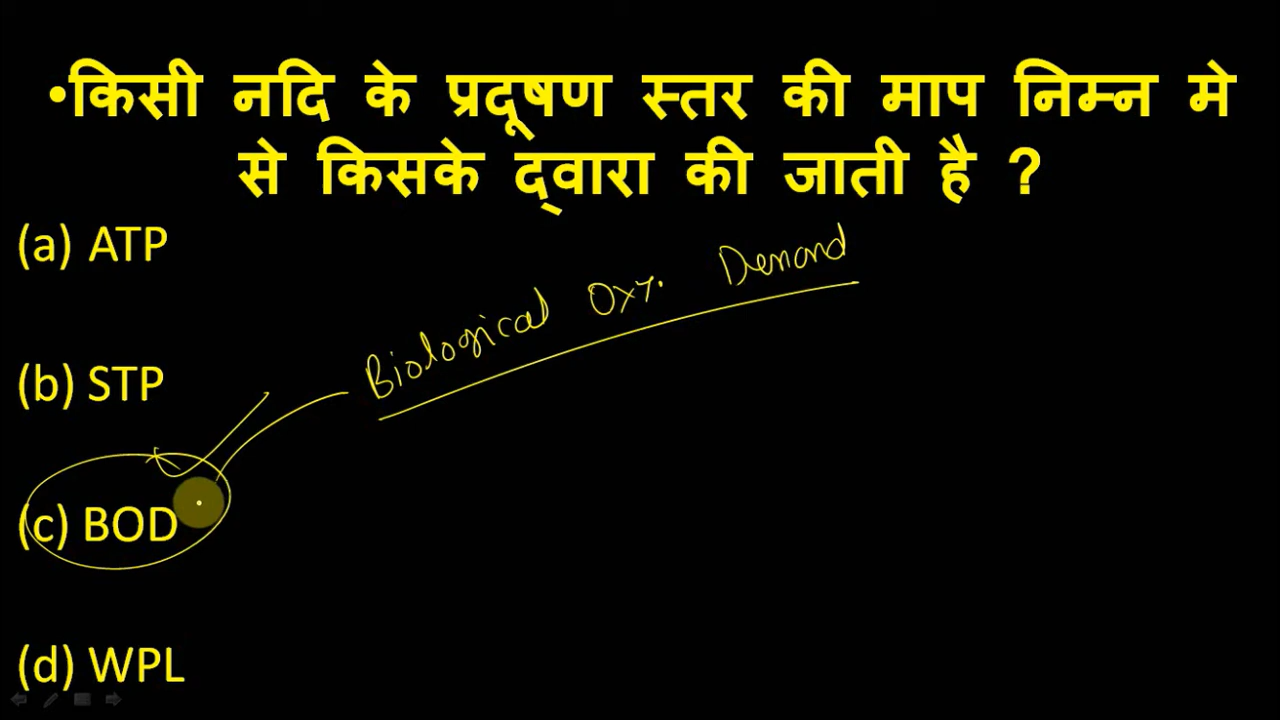 •किसी नदि के प्रदूषण स्तर की माप निम्न मे
से किसके द्वारा की जाती है ?
(a) ATP
Biological Oxy. Demand
(b) STP
(c) BOD
(d) WPL